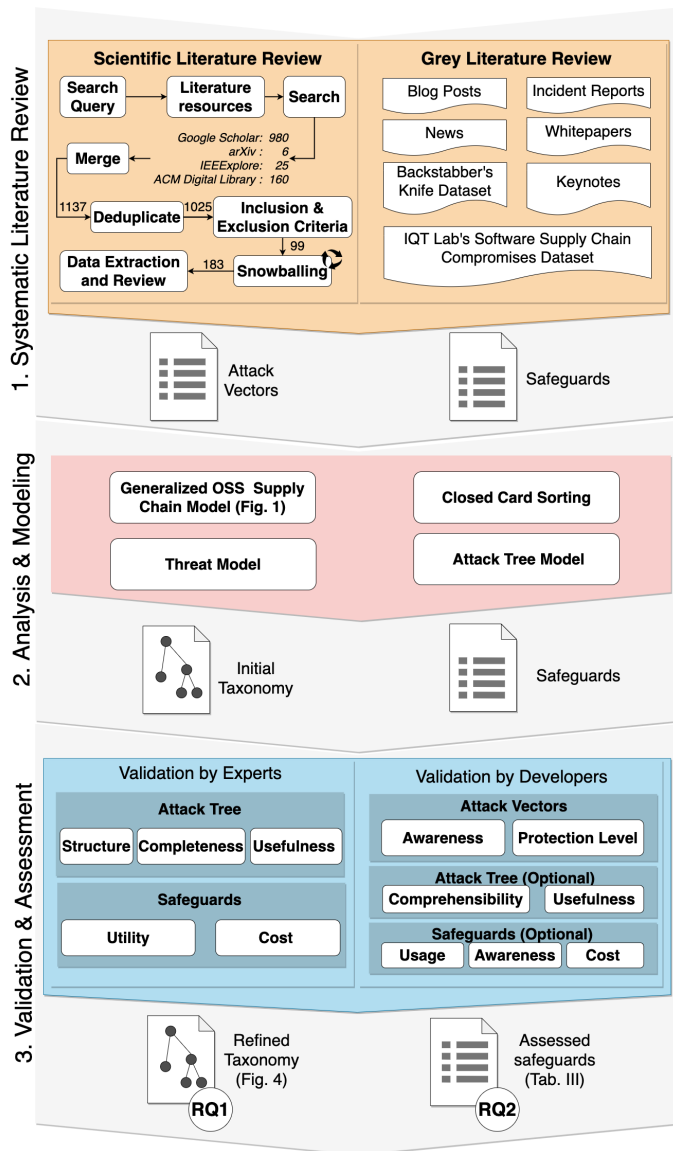 1. Systematic Literature Review
Scientific Literature Review
Search
Query
Literature
resources
Search
Google Scholar: 980
arXiv : 6
IEEExplore: 25
ACM Digital Library : 160
Merge
1137
Deduplicate
1025
Inclusion &
Exclusion Criteria
99
Snowballing
183
Data Extraction
and Review
Grey Literature Review
Blog Posts
Incident Reports
News
Whitepapers
Backstabber's
Knife Dataset
Keynotes
IQT Lab's Software Supply Chain
Compromises Dataset
Attack
Vectors
Safeguards
2. Analysis & Modeling
Generalized OSS Supply
Chain Model (Fig. 1)
Closed Card Sorting
Threat Model
Attack Tree Model
Initial
Taxonomy
Safeguards
3. Validation & Assessment
Validation by Experts
Attack Tree
Structure
Completeness
Usefulness
Safeguards
Utility
Cost
Validation by Developers
Attack Vectors
Awareness
Protection Level
Attack Tree (Optional)
Comprehensibility
Usefulness
Safeguards (Optional)
Usage
Awareness
Cost
Refined
Taxonomy
(Fig. 4)
RQ1
Assessed
safeguards
(Tab. III)
RQ2